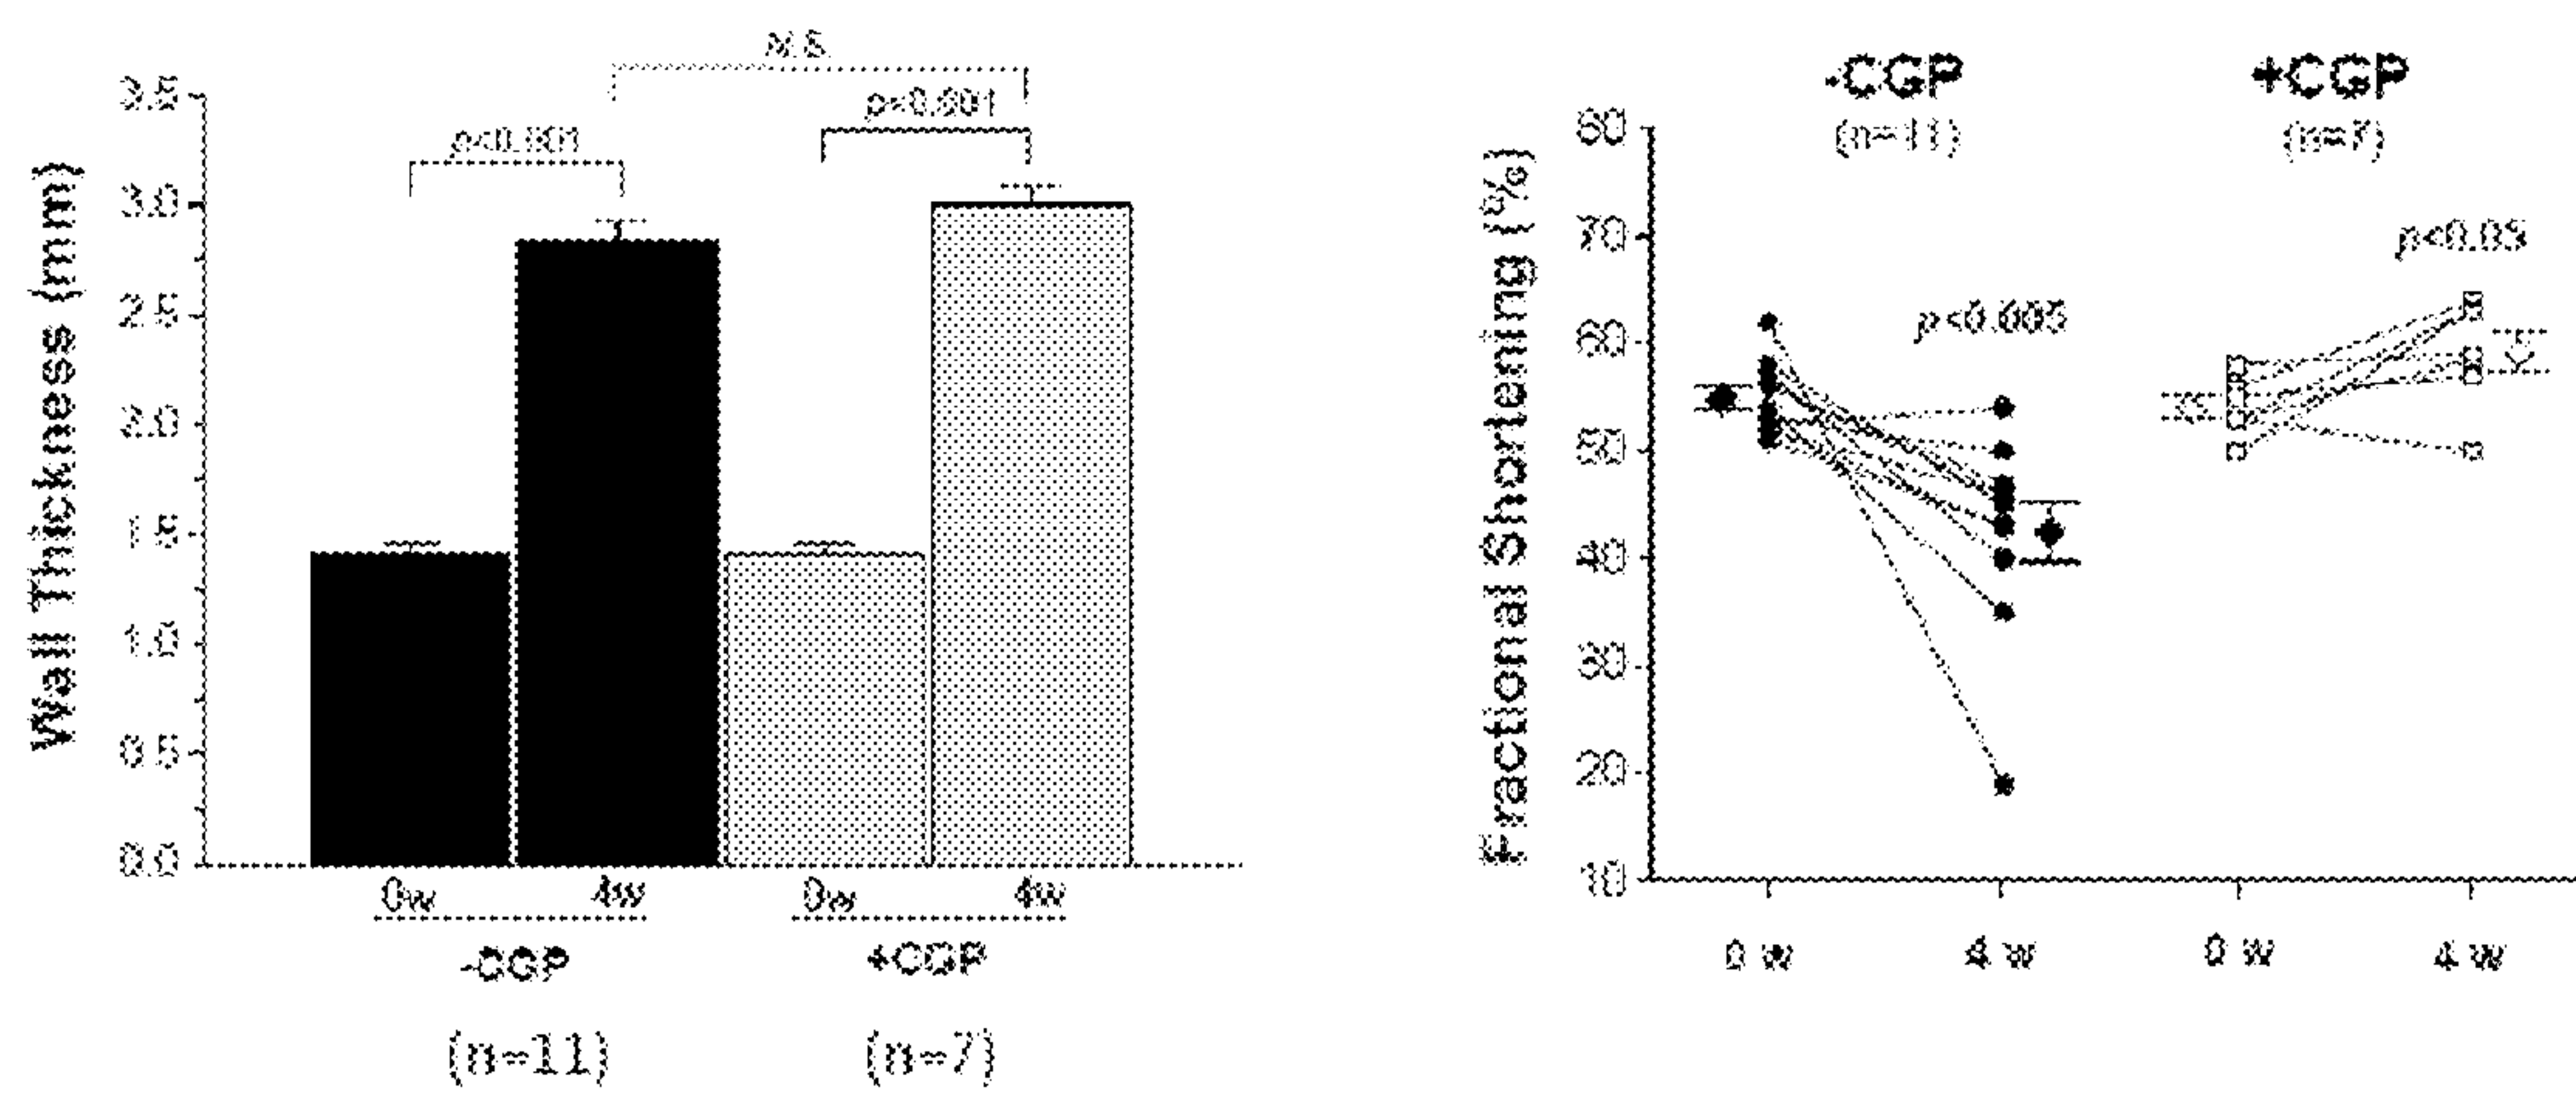 Wall Thickness (mm)
3.5
3.0
2.5
2.0
1.5
1.0
0.5
0.0
N.S.
p<0.001
p<0.001
0w 4w 0w 4w
-CGP +CGP
(n=11) (n=7)
Fractional Shortening (%)
80
70
60
50
40
30
20
10
-CGP +CGP
(n=11) (n=7)
p<0.005
p<0.05
0 w 4 w 0 w 4 w